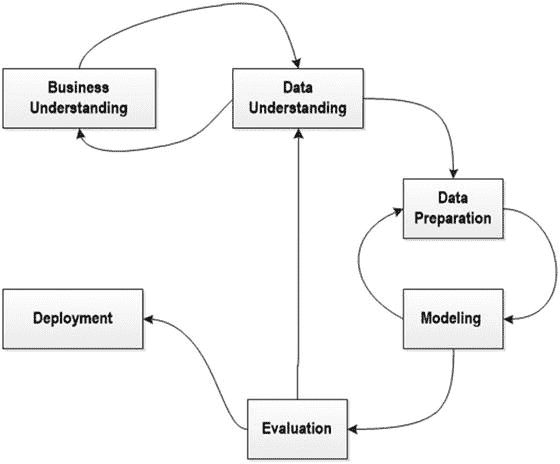 Business
Understanding
Data
Understanding
Data
Preparation
Deployment
Modeling
Evaluation